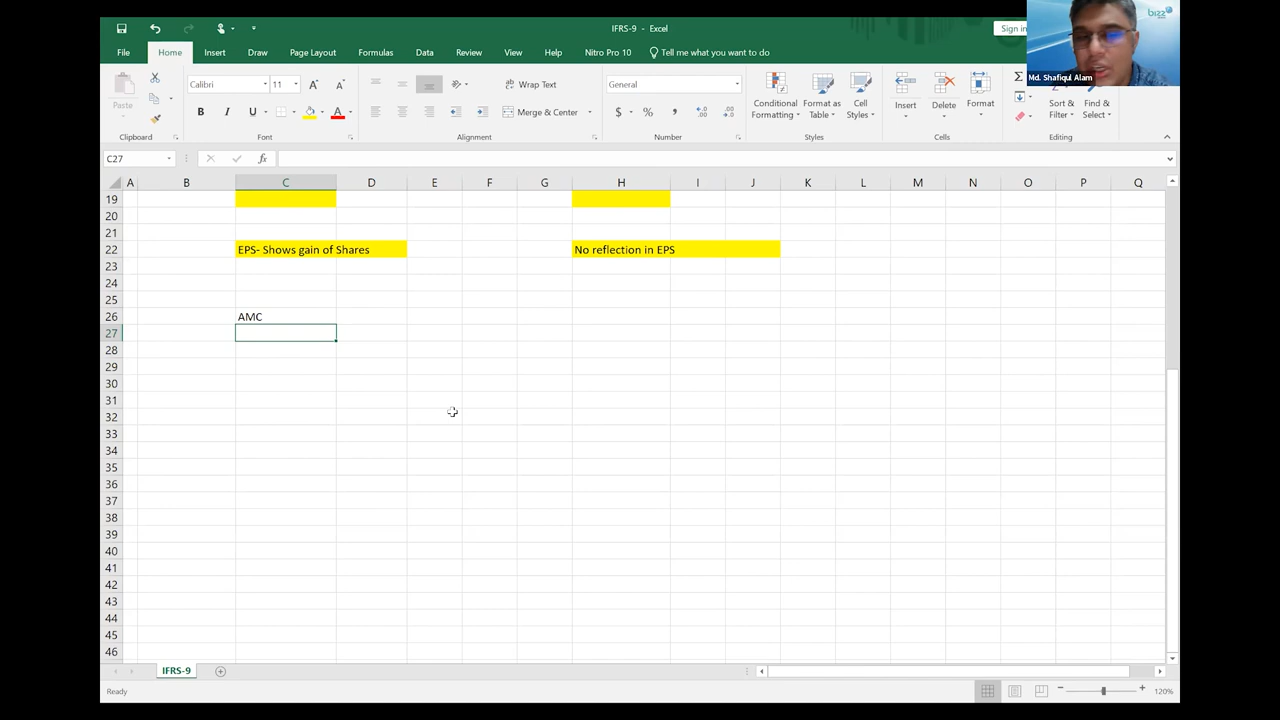 IFRS-9 - Excel
Sign in
bizz
Md. Shafiqul Alam
File Home Insert Draw Page Layout Formulas Data Review View Help Nitro Pro 10 Tell me what you want to do
Calibri 11 Wrap Text General
Paste B I U Merge & Center $ % Conditional Formatting Format as Table Cell Styles Insert Delete Format Sort & Filter Find & Select
Clipboard Font Alignment Number Styles Cells Editing
C27 fx
A B C D E F G H I J K L M N O P Q
19
20
21
22 EPS- Shows gain of Shares No reflection in EPS
23
24
25
26 AMC
27
28
29
30
31
32
33
34
35
36
37
38
39
40
41
42
43
44
45
46
IFRS-9
Ready 120%